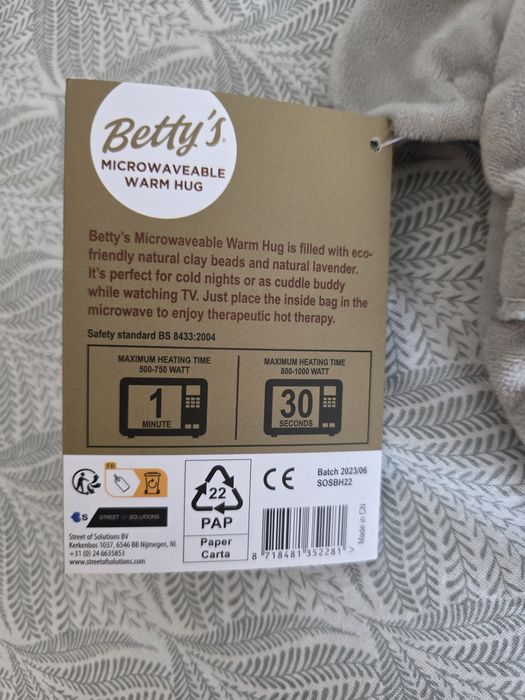 Betty's
MICROWAVEABLE
WARM HUG
Betty's Microwaveable Warm Hug is filled with eco-
friendly natural clay beads and natural lavender.
It's perfect for cold nights or as cuddle buddy
while watching TV. Just place the inside bag in the
microwave to enjoy therapeutic hot therapy.
Safety standard BS 8433:2004
MAXIMUM HEATING TIME
500-750 WATT
1
MINUTE
MAXIMUM HEATING TIME
800-1000 WATT
30
SECONDS
FR
22
PAP
Paper
Carta
CE
Batch 2023/06
SOSBH22
S STREET OF SOLUTIONS
Street of Solutions BV
Kerkenbos 1037, 6546 BB Nijmegen, NL
+31 (0) 24 6635853
www.streetofsolutions.com
8 718481 352281 >
Made in CN